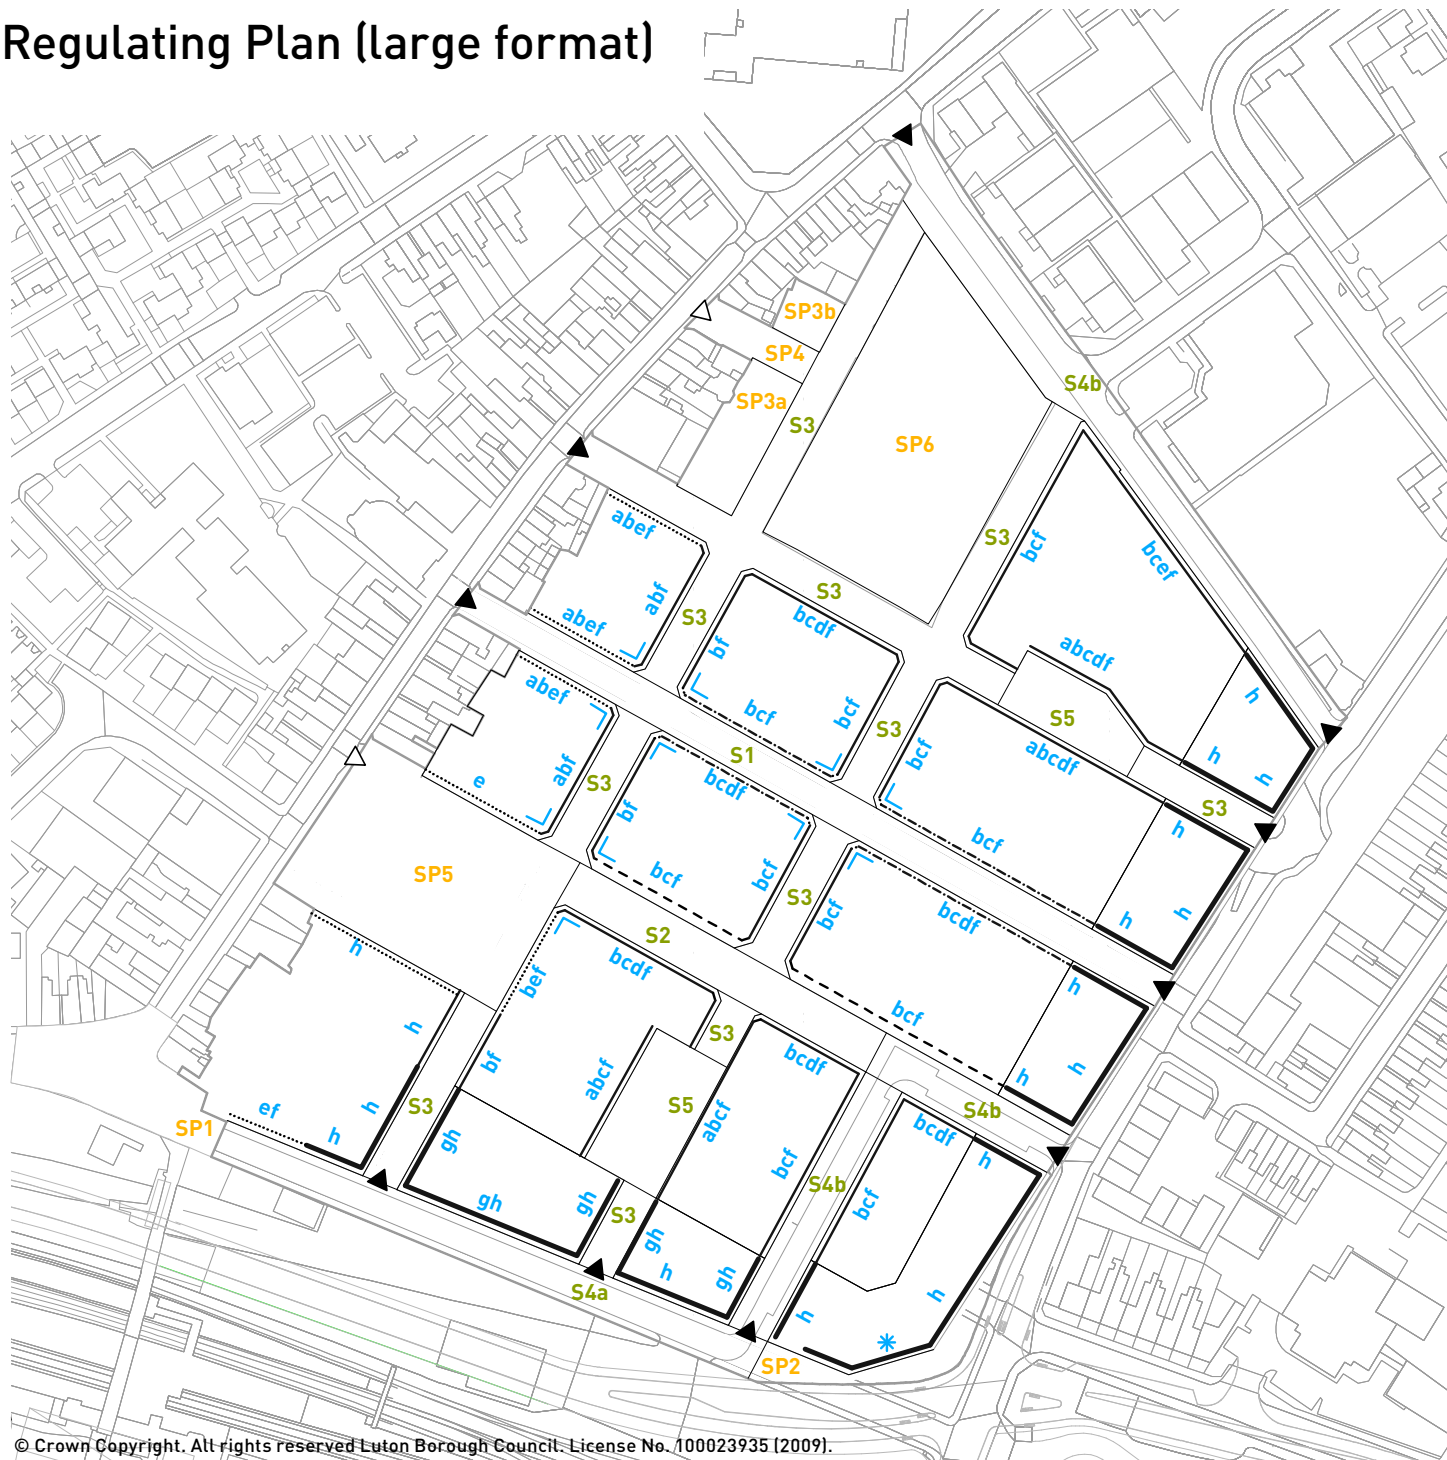 Regulating Plan (large format)
SP3b
SP4
S4b
SP3a
S3
SP6
abef
S3
bcf
bcef
abf
S3
abef
S3
bcdf
bf
abcdf
abef
bcf
bcf
h
S5
S3
S1
bcf
abcdf
h
h
abf
S3
e
bcdf
bf
S3
h
bcf
SP5
bcf
bcf
S3
bcf
bcdf
h
h
S2
h
bcdf
bef
h
bcf
h
S3
bcdf
bf
abcf
h
h
S4b
S3
h
ef
S5
abcf
SP1
h
bcdf
gh
bcf
h
S4b
gh
gh
bcf
S3
gh
h
gh
S4a
h
h
SP2
© Crown Copyright. All rights reserved Luton Borough Council. License No. 100023935 (2009).